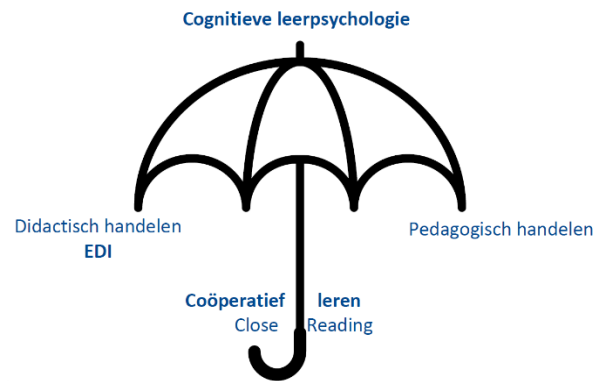 Cognitieve leerpsychologie
Didactisch handelen
EDI
Pedagogisch handelen
Coöperatief leren
Close Reading